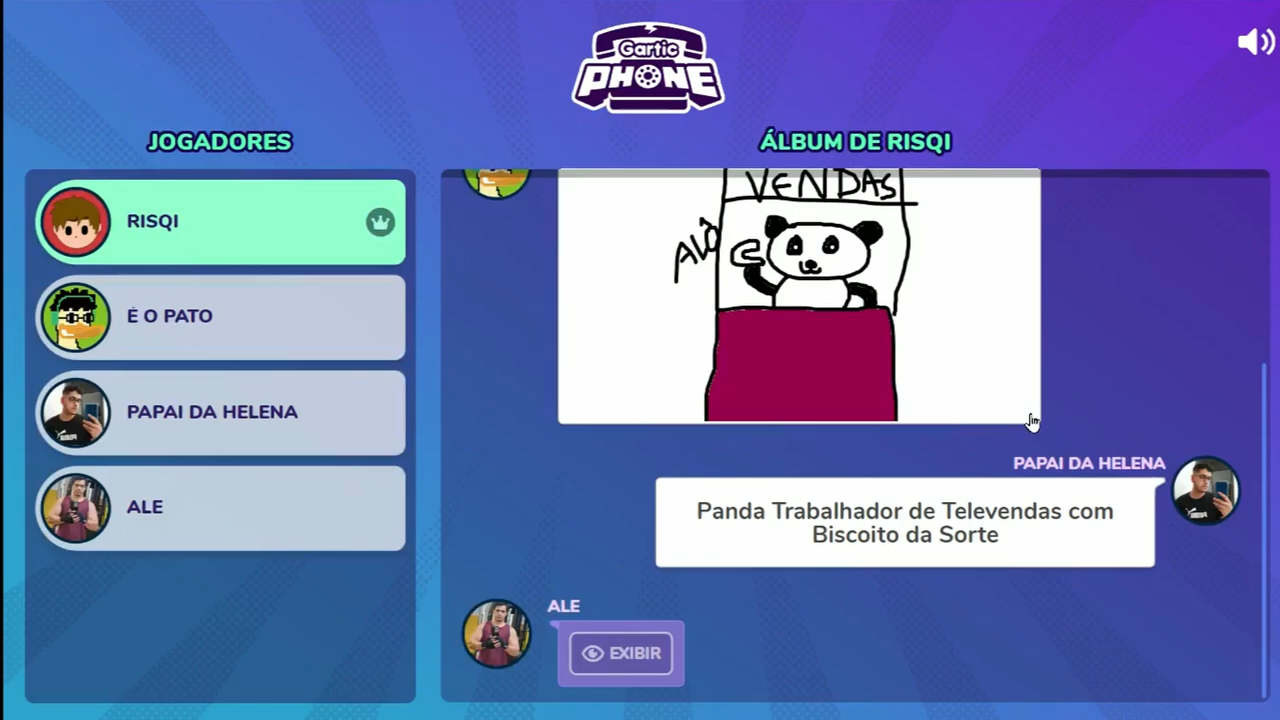 Gartic
PHONE
JOGADORES
ÁLBUM DE RISQI
RISQI
É O PATO
PAPAI DA HELENA
ALE
VENDAS
ALÔ
PAPAI DA HELENA
Panda Trabalhador de Televendas com
Biscoito da Sorte
ALE
EXIBIR